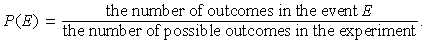 P(E) = the number of outcomes in the event E / the number of possible outcomes in the experiment.